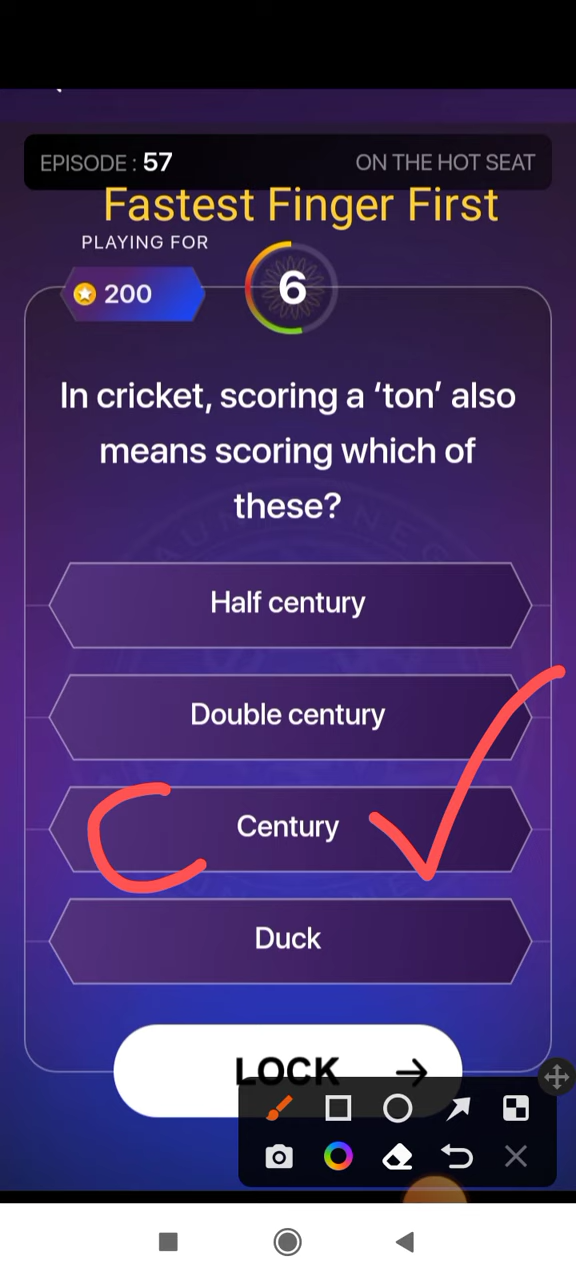 EPISODE : 57
ON THE HOT SEAT
Fastest Finger First
PLAYING FOR
200
6
In cricket, scoring a ‘ton’ also
means scoring which of
these?
Half century
Double century
C Century
Duck
LOCK →